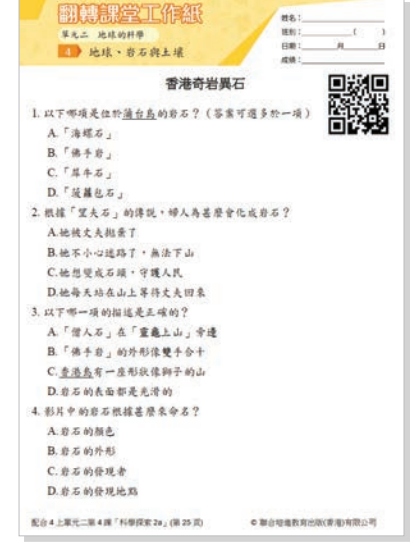 翻轉課堂工作紙
單元二 地球的科學
4 地球、岩石與土壤
姓名：
班別： ( )
日期： 月 日
成績：
香港奇岩異石
1. 以下哪項是位於蒲台島的岩石？（答案可選多於一項）
A.「海螺石」
B.「佛手岩」
C.「犀牛石」
D.「菠蘿包石」
2. 根據「望夫石」的傳說，婦人為甚麼會化成岩石？
A.她被丈夫拋棄了
B.她不小心迷路了，無法下山
C.她想變成石頭，守護人民
D.她每天站在山上等待丈夫回來
3. 以下哪一項的描述是正確的？
A.「僧人石」在「靈龜上山」旁邊
B.「佛手岩」的外形像雙手合十
C.香港島有一座形狀像獅子的山
D.岩石的表面都是光滑的
4. 影片中的岩石根據甚麼來命名？
A.岩石的顏色
B.岩石的外形
C.岩石的發現者
D.岩石的發現地點
配合 4 上單元二第 4 課「科學探索 2a」(第 25 頁)
© 聯合培進教育出版(香港)有限公司